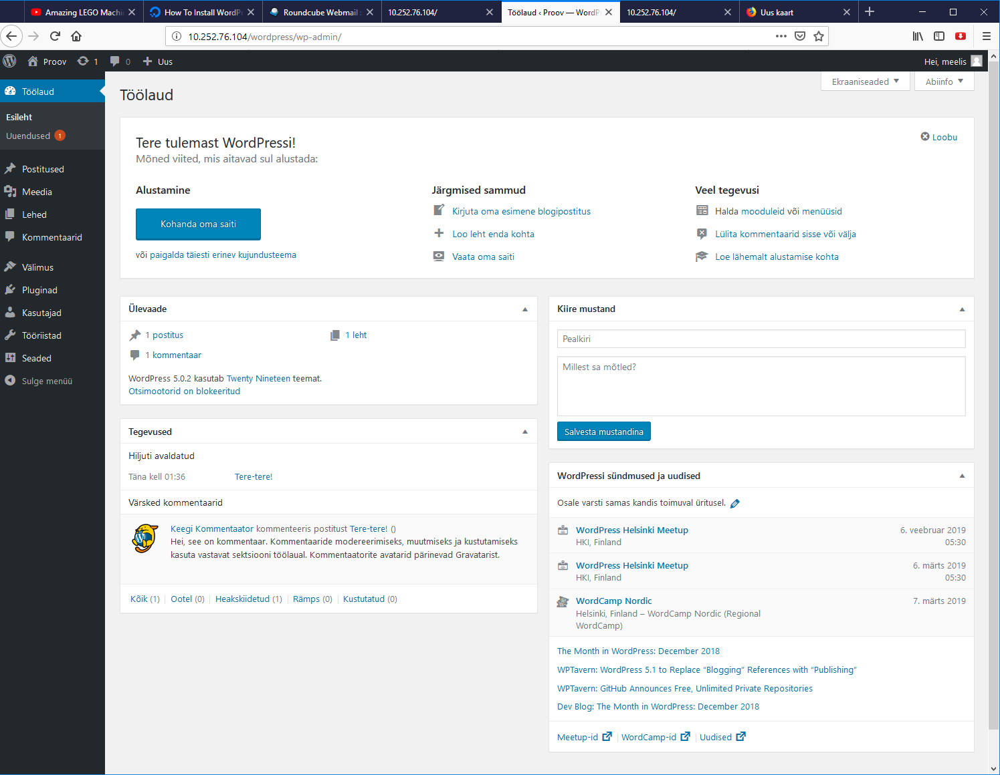 Amazing LEGO Machi
How To Install WordPr
Roundcube Webmail :
10.252.76.104/
Töölaud ‹ Proov — WordP
10.252.76.104/
Uus kaart
10.252.76.104/wordpress/wp-admin/
Proov
1
0
Uus
Hei, meelis
Töölaud
Esileht
Uuendused 1
Postitused
Meedia
Lehed
Kommentaarid
Välimus
Pluginad
Kasutajad
Tööriistad
Seaded
Sulge menüü
Töölaud
Ekraaniseaded
Abiinfo
Tere tulemast WordPressi!
Loobu
Mõned viited, mis aitavad sul alustada:
Alustamine
Kohanda oma saiti
või paigalda täiesti erinev kujundusteema
Järgmised sammud
Kirjuta oma esimene blogipostitus
Loo leht enda kohta
Vaata oma saiti
Veel tegevusi
Halda mooduleid või menüüsid
Lülita kommentaarid sisse või välja
Loe lähemalt alustamise kohta
Ülevaade
1 postitus
1 leht
1 kommentaar
WordPress 5.0.2 kasutab Twenty Nineteen teemat.
Otsimootorid on blokeeritud
Tegevused
Hiljuti avaldatud
Täna kell 01:36
Tere-tere!
Värsked kommentaarid
Keegi Kommentaator kommenteeris postitust Tere-tere! ()
Hei, see on kommentaar. Kommentaaride modereerimiseks, muutmiseks ja kustutamiseks
kasuta vastavat sektsiooni töölaual. Kommentaatorite avatarid pärinevad Gravatarist.
Kõik (1) | Ootel (0) | Heakskiidetud (1) | Rämps (0) | Kustutatud (0)
Kiire mustand
Pealkiri
Millest sa mõtled?
Salvesta mustandina
WordPressi sündmused ja uudised
Osale varsti samas kandis toimuval üritusel.
WordPress Helsinki Meetup
6. veebruar 2019
HKI, Finland
05:30
WordPress Helsinki Meetup
6. märts 2019
HKI, Finland
05:30
WordCamp Nordic
7. märts 2019
Helsinki, Finland – WordCamp Nordic (Regional
WordCamp)
The Month in WordPress: December 2018
WPTavern: WordPress 5.1 to Replace “Blogging” References with “Publishing”
WPTavern: GitHub Announces Free, Unlimited Private Repositories
Dev Blog: The Month in WordPress: December 2018
Meetup-id | WordCamp-id | Uudised